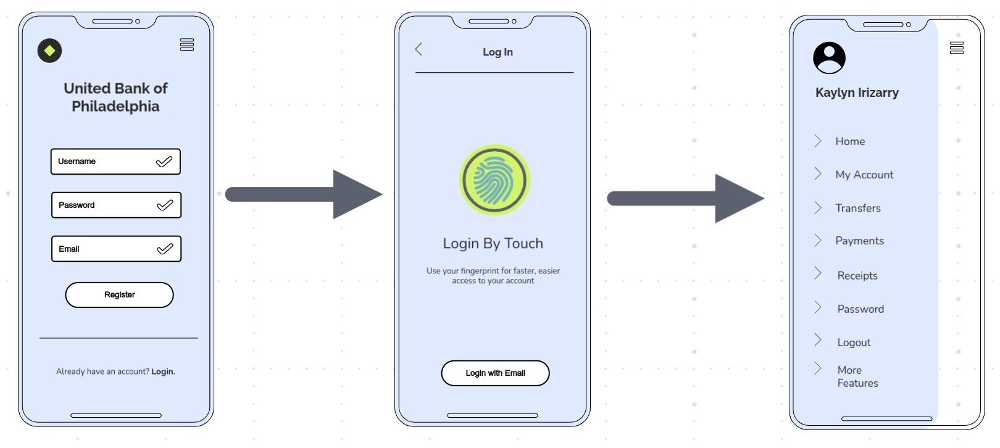 United Bank of
Philadelphia
Username
Password
Email
Register
Already have an account? Login.
Log In
Login By Touch
Use your fingerprint for faster, easier
access to your account
Login with Email
Kaylyn Irizarry
Home
My Account
Transfers
Payments
Receipts
Password
Logout
More
Features